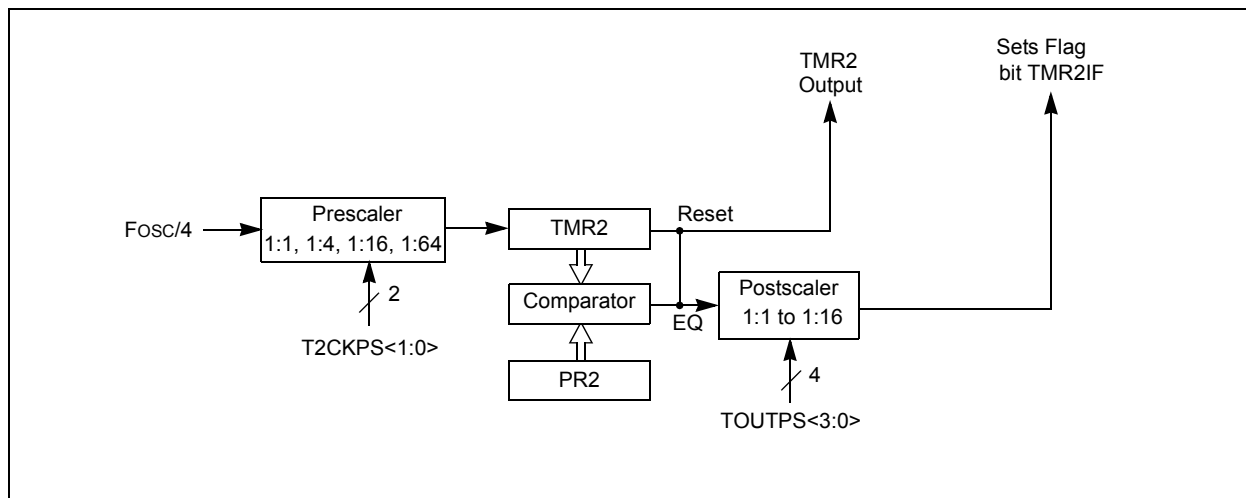 TMR2
Output
Sets Flag
bit TMR2IF
FOSC/4
Prescaler
1:1, 1:4, 1:16, 1:64
2
T2CKPS<1:0>
TMR2
Reset
Comparator
EQ
PR2
Postscaler
1:1 to 1:16
4
TOUTPS<3:0>